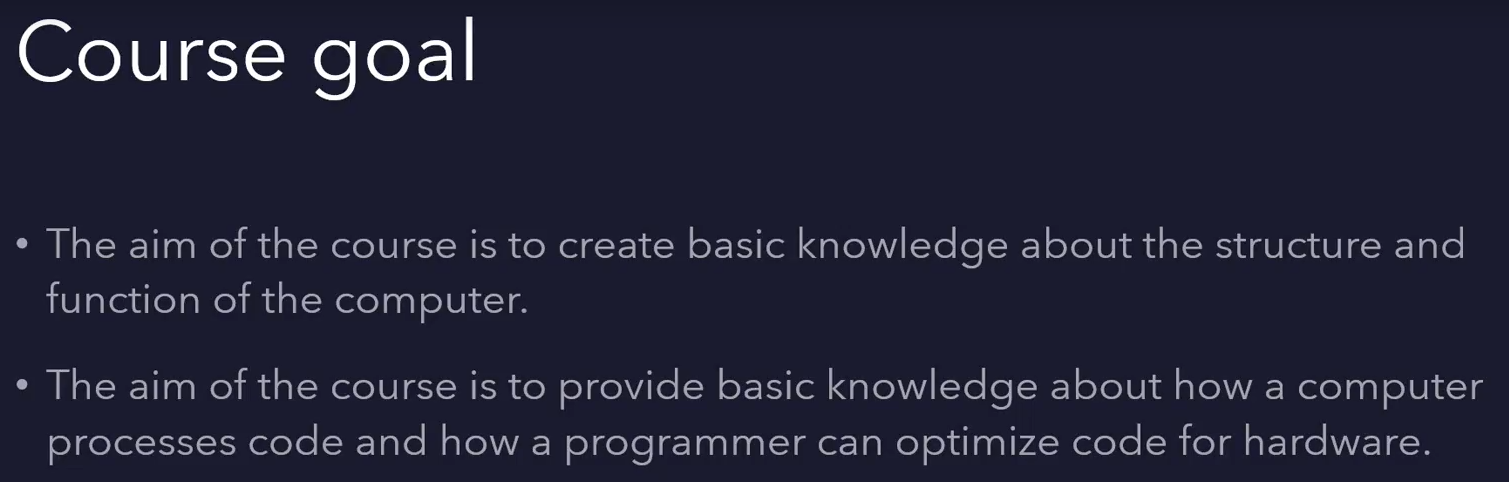 Course goal
• The aim of the course is to create basic knowledge about the structure and
function of the computer.
• The aim of the course is to provide basic knowledge about how a computer
processes code and how a programmer can optimize code for hardware.